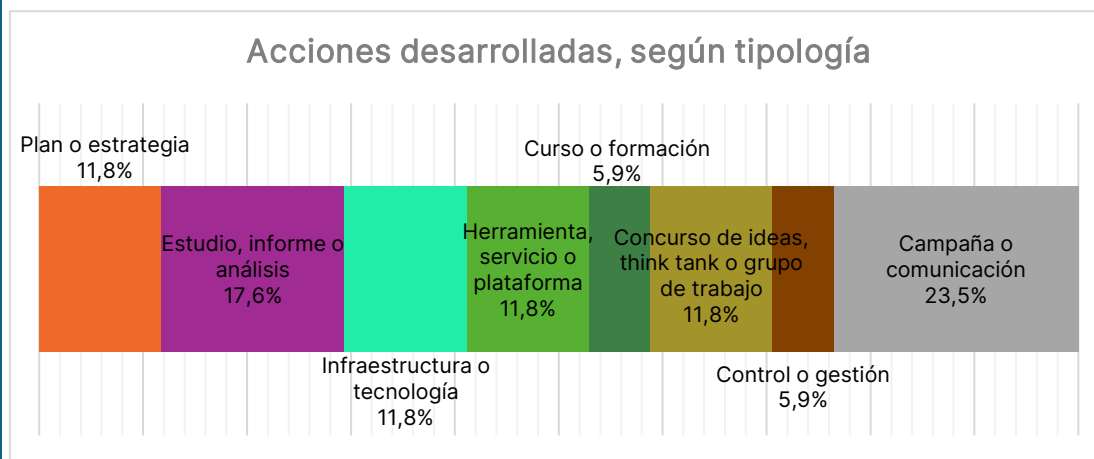 Acciones desarrolladas, según tipología
Plan o estrategia
11,8%
Estudio, informe o
análisis
17,6%
Infraestructura o
tecnología
11,8%
Herramienta,
servicio o
plataforma
11,8%
Curso o formación
5,9%
Concurso de ideas,
think tank o grupo
de trabajo
11,8%
Control o gestión
5,9%
Campaña o
comunicación
23,5%